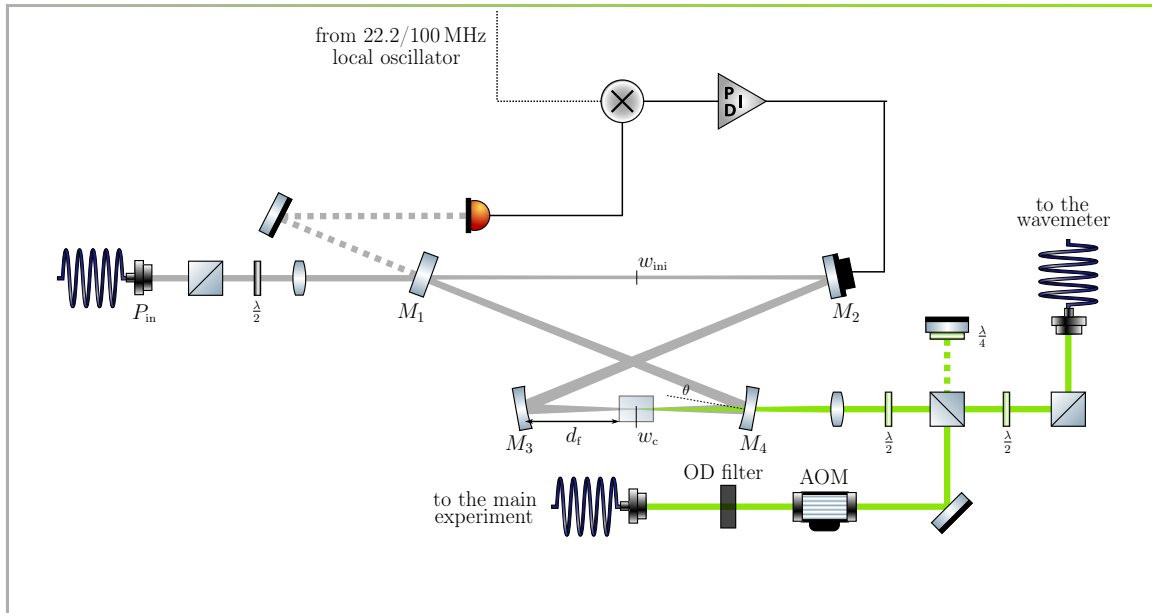 from 22.2/100 MHz
local oscillator
P
I
D
to the
wavemeter
w_ini
P_in
λ/2
M_1
M_2
λ/4
θ
M_3
d_f
w_c
M_4
λ/2
λ/2
OD filter
AOM
to the main
experiment